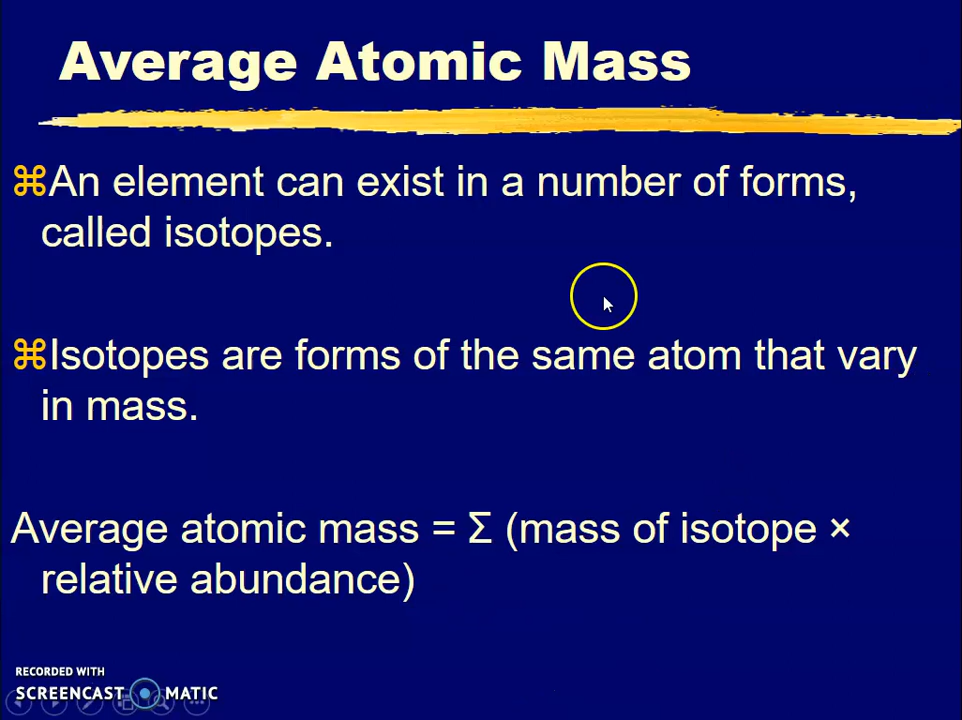 Average Atomic Mass
⌘An element can exist in a number of forms,
called isotopes.
⌘Isotopes are forms of the same atom that vary
in mass.
Average atomic mass = Σ (mass of isotope ×
relative abundance)
RECORDED WITH
SCREENCAST MATIC